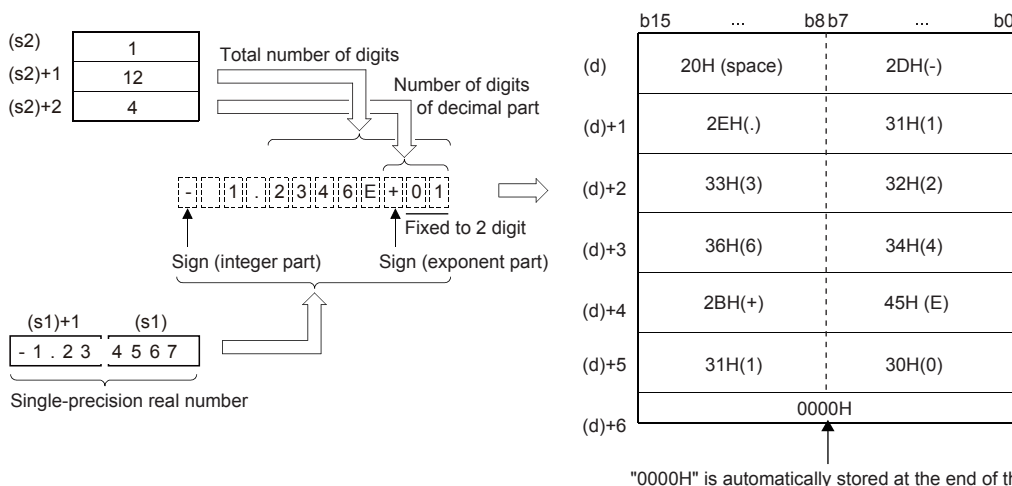 (s2) 1
(s2)+1 12
(s2)+2 4
Total number of digits
Number of digits
of decimal part
- 1 . 2 3 4 6 E + 0 1
Fixed to 2 digit
Sign (integer part) Sign (exponent part)
(s1)+1 (s1)
- 1 . 2 3 4 5 6 7
Single-precision real number
b15 ... b8 b7 ... b0
(d) 20H (space) 2DH(-)
(d)+1 2EH(.) 31H(1)
(d)+2 33H(3) 32H(2)
(d)+3 36H(6) 34H(4)
(d)+4 2BH(+) 45H (E)
(d)+5 31H(1) 30H(0)
(d)+6 0000H
"0000H" is automatically stored at the end of